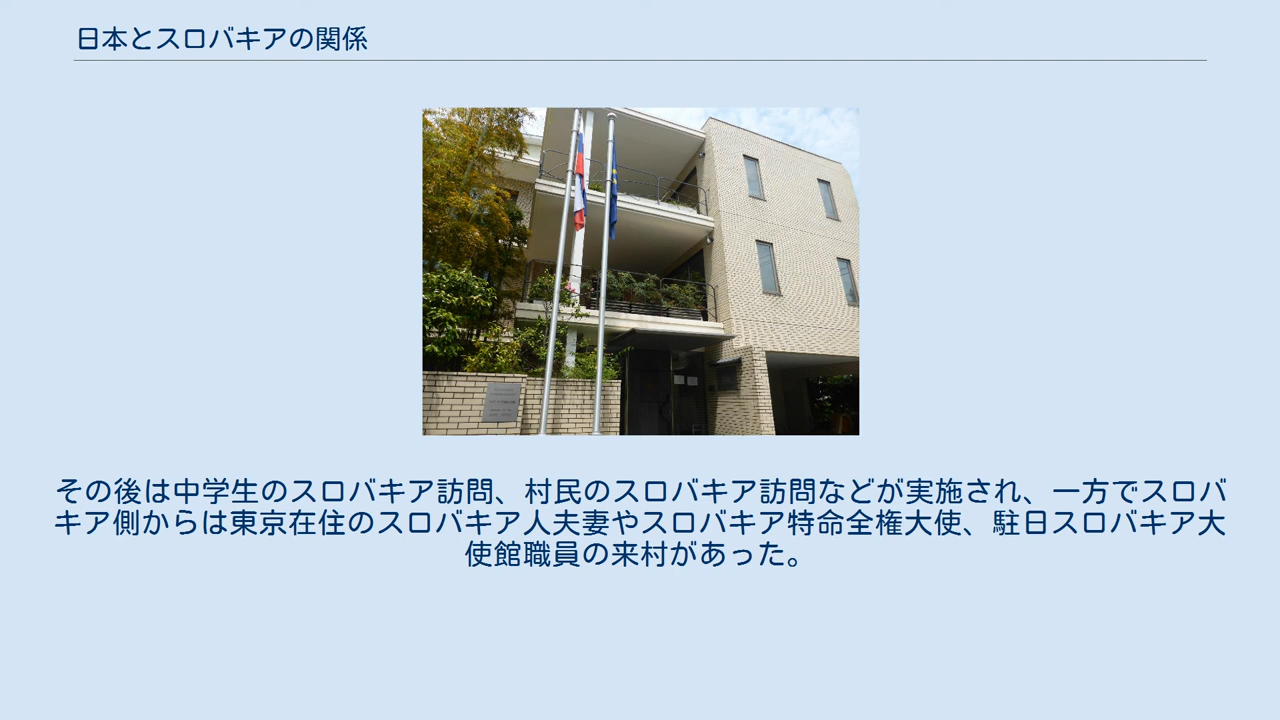 日本とスロバキアの関係
その後は中学生のスロバキア訪問、村民のスロバキア訪問などが実施され、一方でスロバ
キア側からは東京在住のスロバキア人夫妻やスロバキア特命全権大使、駐日スロバキア大
使館職員の来村があった。